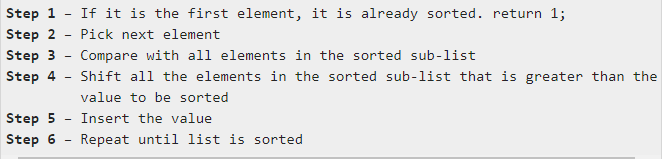 Step 1 − If it is the first element, it is already sorted. return 1;
Step 2 − Pick next element
Step 3 − Compare with all elements in the sorted sub-list
Step 4 − Shift all the elements in the sorted sub-list that is greater than the
value to be sorted
Step 5 − Insert the value
Step 6 − Repeat until list is sorted